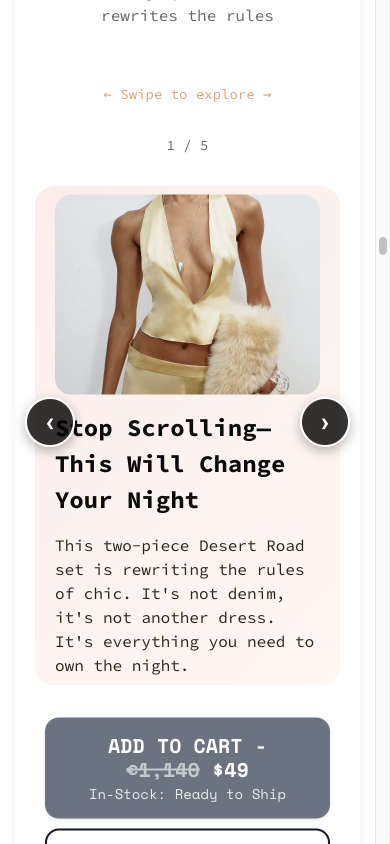 rewrites the rules
← Swipe to explore →
1 / 5
‹
›
Stop Scrolling—
This Will Change
Your Night
This two-piece Desert Road
set is rewriting the rules
of chic. It's not denim,
it's not another dress.
It's everything you need to
own the night.
ADD TO CART -
€1,140 $49
In-Stock: Ready to Ship